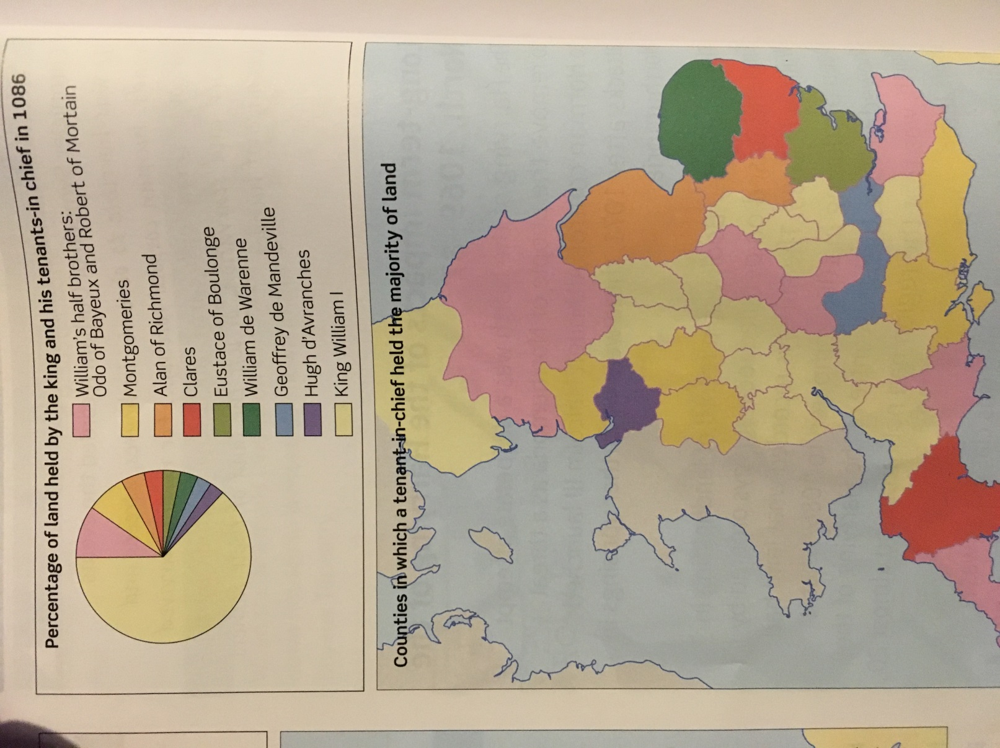 Percentage of land held by the king and his tenants-in chief in 1086
William's half brothers:
Odo of Bayeux and Robert of Mortain
Montgomeries
Alan of Richmond
Clares
Eustace of Boulonge
William de Warenne
Geoffrey de Mandeville
Hugh d'Avranches
King William I
Counties in which a tenant-in-chief held the majority of land